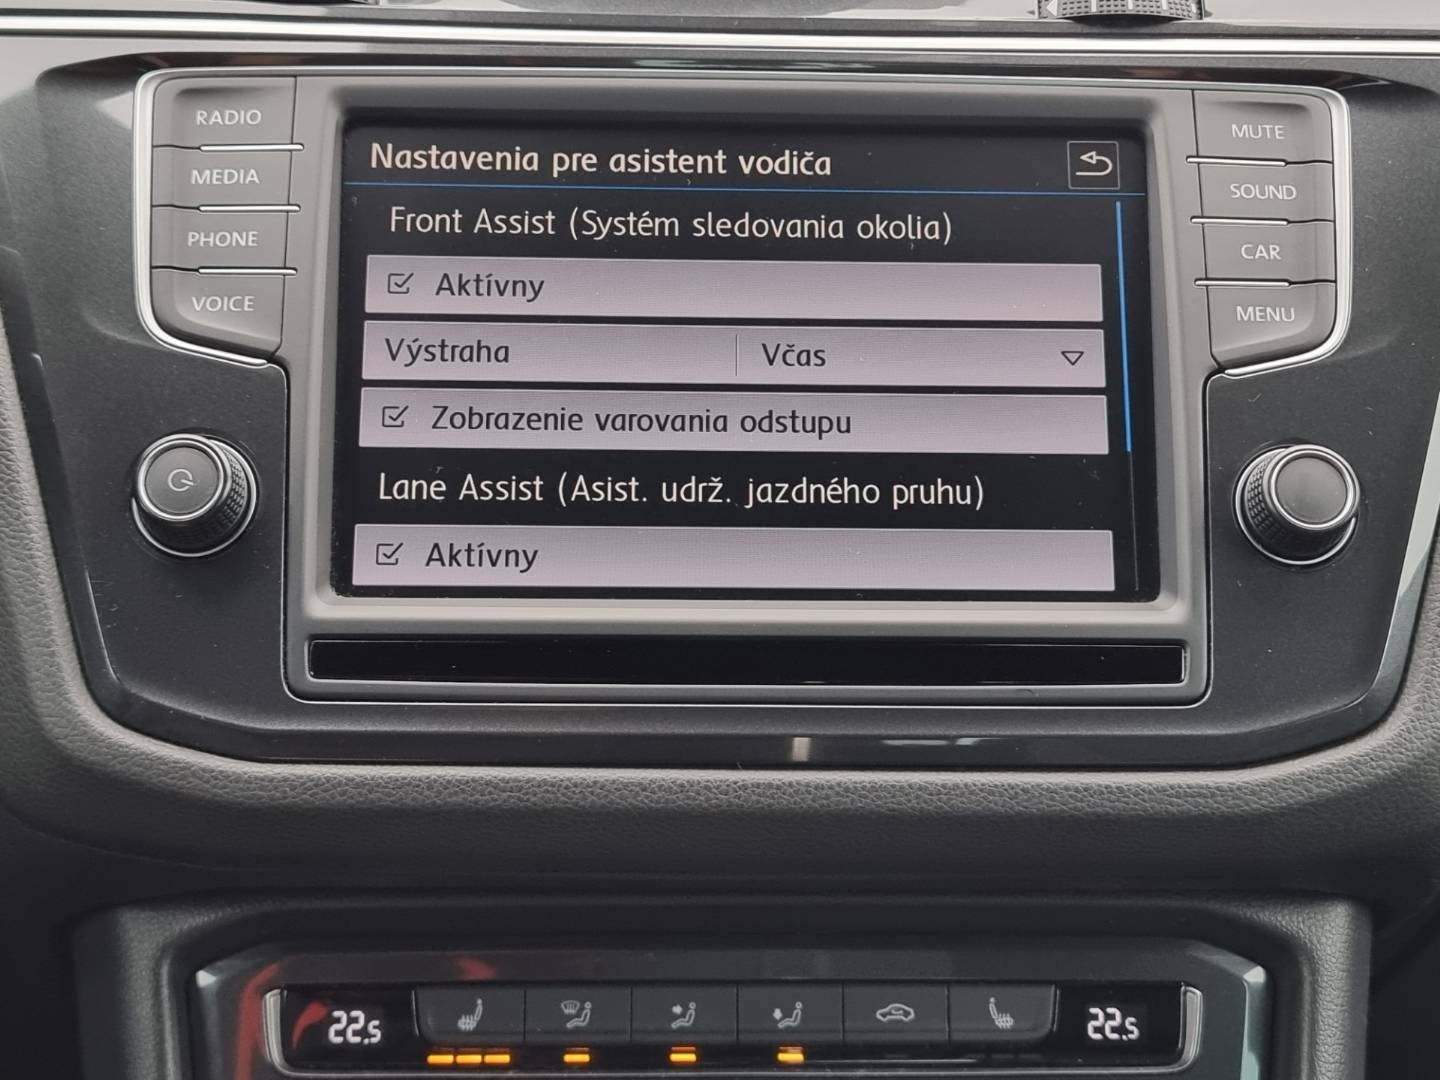 RADIO
MEDIA
PHONE
VOICE
Nastavenia pre asistent vodiča
Front Assist (Systém sledovania okolia)
Aktívny
Výstraha Včas
Zobrazenie varovania odstupu
Lane Assist (Asist. udrž. jazdného pruhu)
Aktívny
MUTE
SOUND
CAR
MENU
22.5
22.5